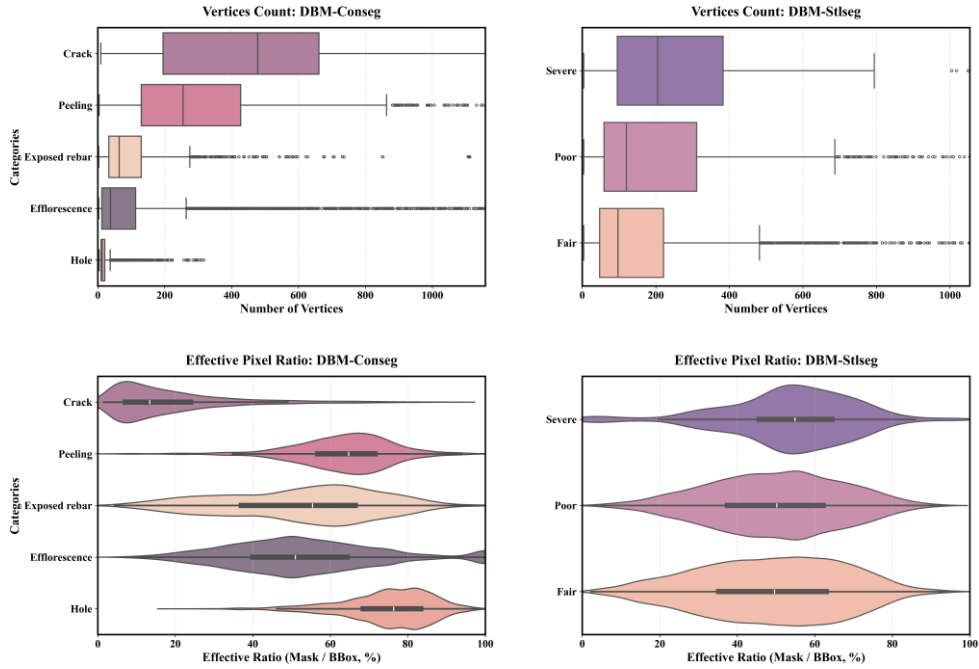 Vertices Count: DBM-Conseg
Categories
Crack
Peeling
Exposed rebar
Efflorescence
Hole
0 200 400 600 800 1000
Number of Vertices
Vertices Count: DBM-Stlseg
Severe
Poor
Fair
0 200 400 600 800 1000
Number of Vertices
Effective Pixel Ratio: DBM-Conseg
Categories
Crack
Peeling
Exposed rebar
Efflorescence
Hole
0 20 40 60 80 100
Effective Ratio (Mask / BBox, %)
Effective Pixel Ratio: DBM-Stlseg
Severe
Poor
Fair
0 20 40 60 80 100
Effective Ratio (Mask / BBox, %)